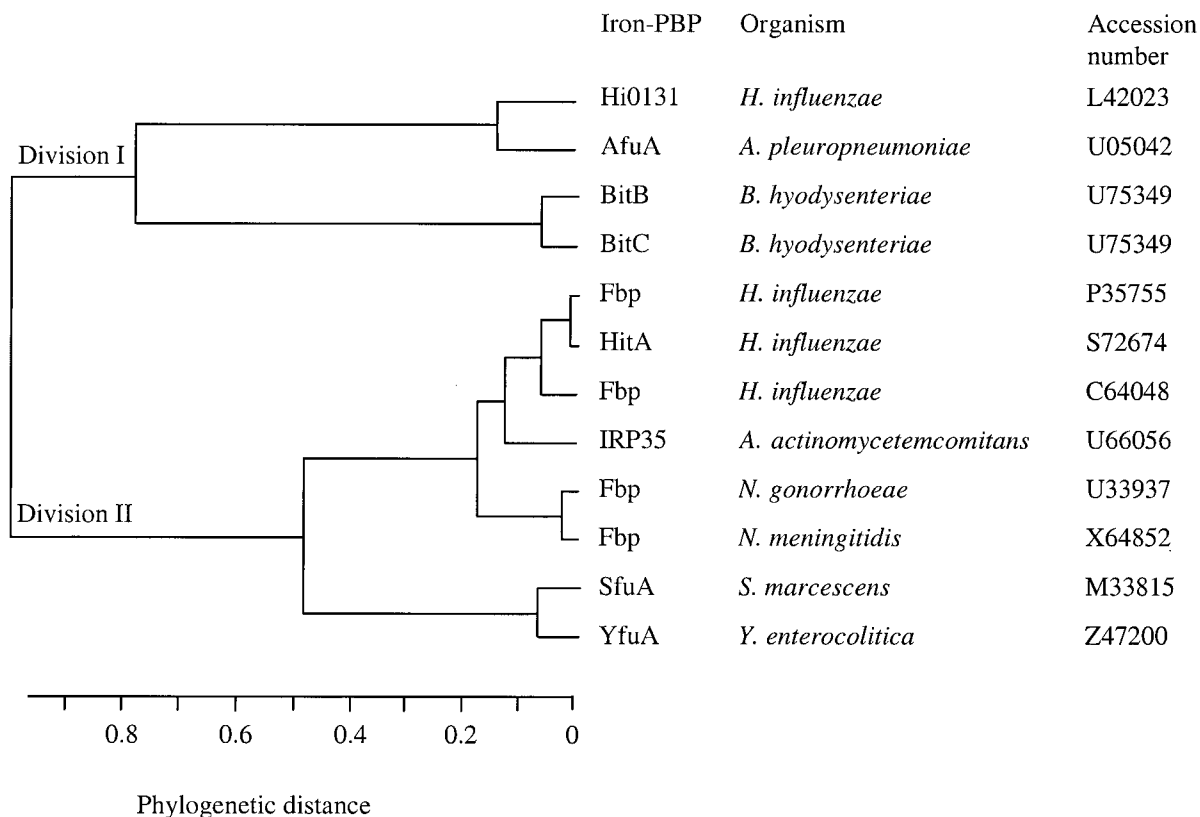 Iron-PBP Organism Accession number
Hi0131 H. influenzae L42023
AfuA A. pleuropneumoniae U05042
Division I
BitB B. hyodysenteriae U75349
BitC B. hyodysenteriae U75349
Fbp H. influenzae P35755
HitA H. influenzae S72674
Fbp H. influenzae C64048
IRP35 A. actinomycetemcomitans U66056
Fbp N. gonorrhoeae U33937
Division II
Fbp N. meningitidis X64852
SfuA S. marcescens M33815
YfuA Y. enterocolitica Z47200
0.8 0.6 0.4 0.2 0
Phylogenetic distance